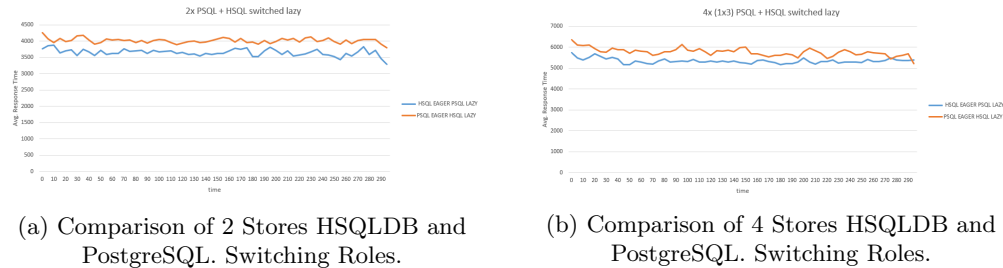 2x PSQL + HSQL switched lazy
Avg. Response Time
4500
4000
3500
3000
2500
2000
1500
1000
500
0
0 10 20 30 40 50 60 70 80 90 100 110 120 130 140 150 160 170 180 190 200 210 220 230 240 250 260 270 280 290
time
HSQL EAGER PSQL LAZY
PSQL EAGER HSQL LAZY
(a) Comparison of 2 Stores HSQLDB and
PostgreSQL. Switching Roles.
4x (1x3) PSQL + HSQL switched lazy
Avg. Response Time
7000
6000
5000
4000
3000
2000
1000
0
0 10 20 30 40 50 60 70 80 90 100 110 120 130 140 150 160 170 180 190 200 210 220 230 240 250 260 270 280 290
time
HSQL EAGER PSQL LAZY
PSQL EAGER HSQL LAZY
(b) Comparison of 4 Stores HSQLDB and
PostgreSQL. Switching Roles.